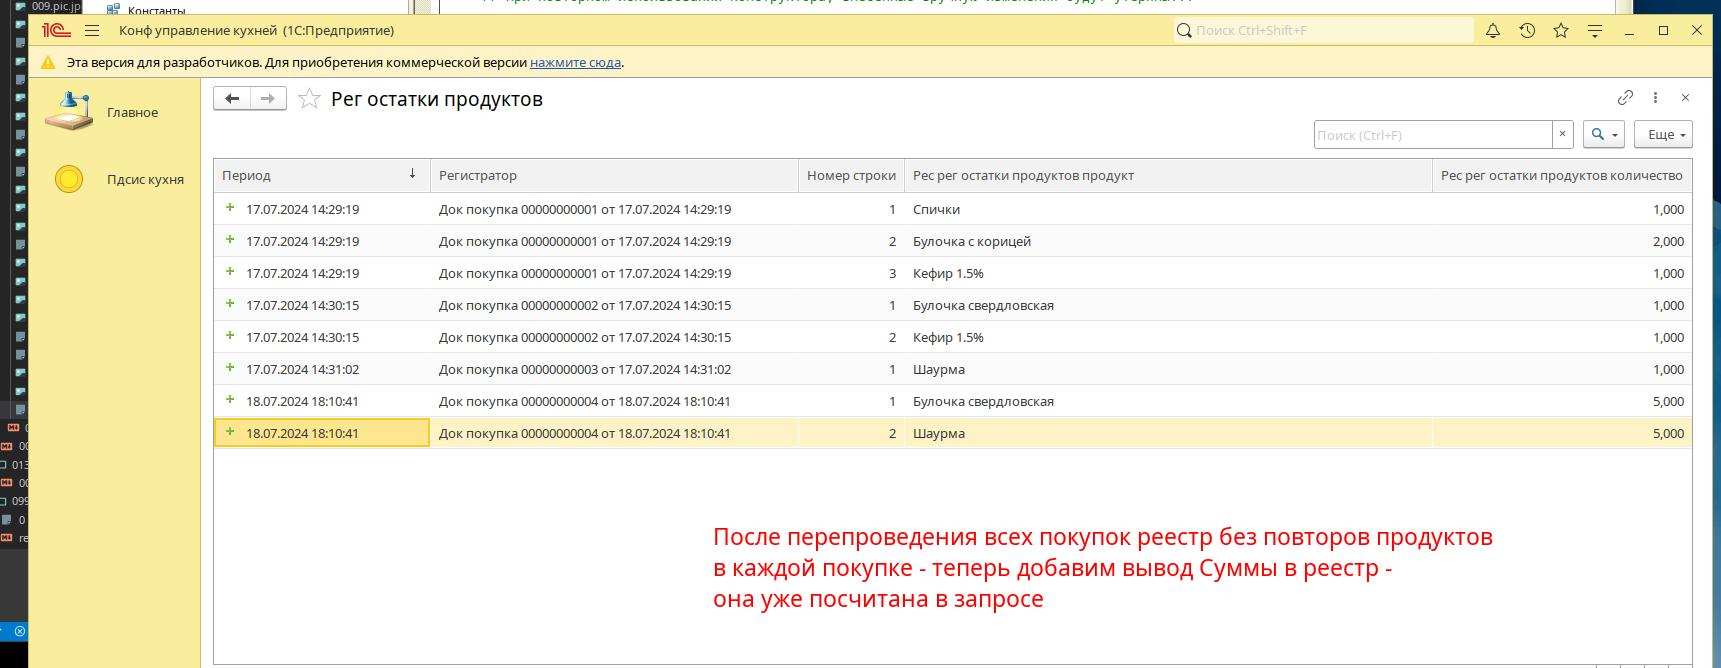 009.pic.jp
Константы
1С
Конф управление кухней (1С:Предприятие)
Поиск Ctrl+Shift+F
Эта версия для разработчиков. Для приобретения коммерческой версии нажмите сюда.
Главное
Пдсис кухня
Рег остатки продуктов
Поиск (Ctrl+F)
Еще
Период Регистратор Номер строки Рес рег остатки продуктов продукт Рес рег остатки продуктов количество
17.07.2024 14:29:19 Док покупка 00000000001 от 17.07.2024 14:29:19 1 Спички 1,000
17.07.2024 14:29:19 Док покупка 00000000001 от 17.07.2024 14:29:19 2 Булочка с корицей 2,000
17.07.2024 14:29:19 Док покупка 00000000001 от 17.07.2024 14:29:19 3 Кефир 1.5% 1,000
17.07.2024 14:30:15 Док покупка 00000000002 от 17.07.2024 14:30:15 1 Булочка свердловская 1,000
17.07.2024 14:30:15 Док покупка 00000000002 от 17.07.2024 14:30:15 2 Кефир 1.5% 1,000
17.07.2024 14:31:02 Док покупка 00000000003 от 17.07.2024 14:31:02 1 Шаурма 1,000
18.07.2024 18:10:41 Док покупка 00000000004 от 18.07.2024 18:10:41 1 Булочка свердловская 5,000
18.07.2024 18:10:41 Док покупка 00000000004 от 18.07.2024 18:10:41 2 Шаурма 5,000
После перепроведения всех покупок реестр без повторов продуктов
в каждой покупке - теперь добавим вывод Суммы в реестр -
она уже посчитана в запросе